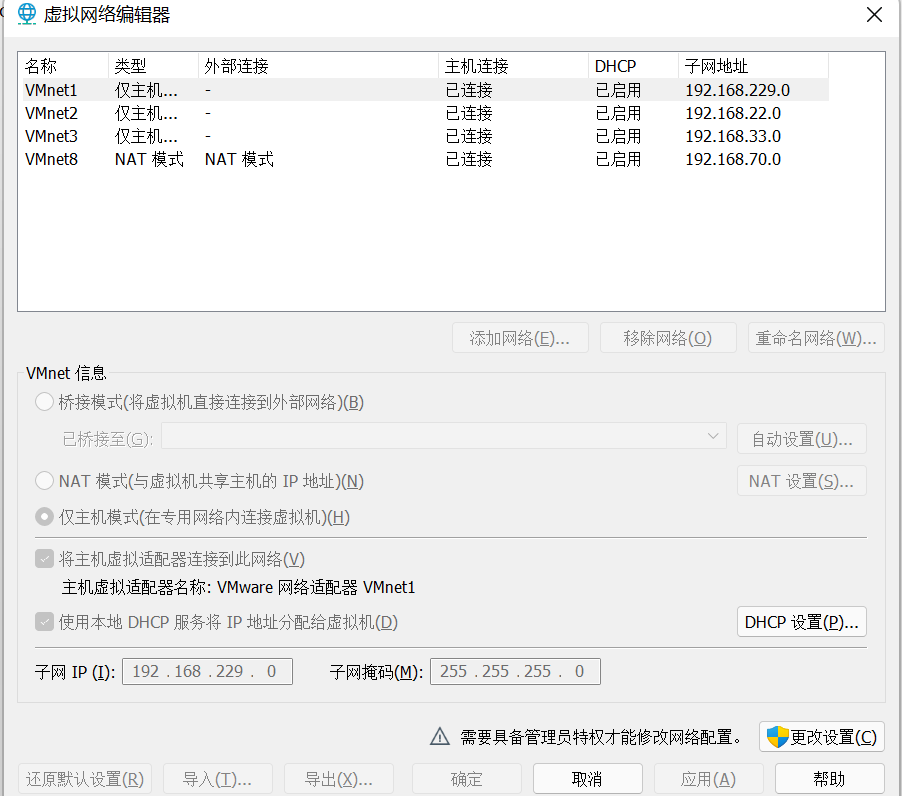 虚拟网络编辑器
名称 类型 外部连接 主机连接 DHCP 子网地址
VMnet1 仅主机... - 已连接 已启用 192.168.229.0
VMnet2 仅主机... - 已连接 已启用 192.168.22.0
VMnet3 仅主机... - 已连接 已启用 192.168.33.0
VMnet8 NAT 模式 NAT 模式 已连接 已启用 192.168.70.0
添加网络(E)... 移除网络(O) 重命名网络(W)...
VMnet 信息
桥接模式(将虚拟机直接连接到外部网络)(B)
已桥接至(G): 自动设置(U)...
NAT 模式(与虚拟机共享主机的 IP 地址)(N) NAT 设置(S)...
仅主机模式(在专用网络内连接虚拟机)(H)
将主机虚拟适配器连接到此网络(V)
主机虚拟适配器名称: VMware 网络适配器 VMnet1
使用本地 DHCP 服务将 IP 地址分配给虚拟机(D) DHCP 设置(P)...
子网 IP (I): 192 . 168 . 229 . 0 子网掩码(M): 255 . 255 . 255 . 0
需要具备管理员特权才能修改网络配置。 更改设置(C)
还原默认设置(R) 导入(T)... 导出(X)... 确定 取消 应用(A) 帮助